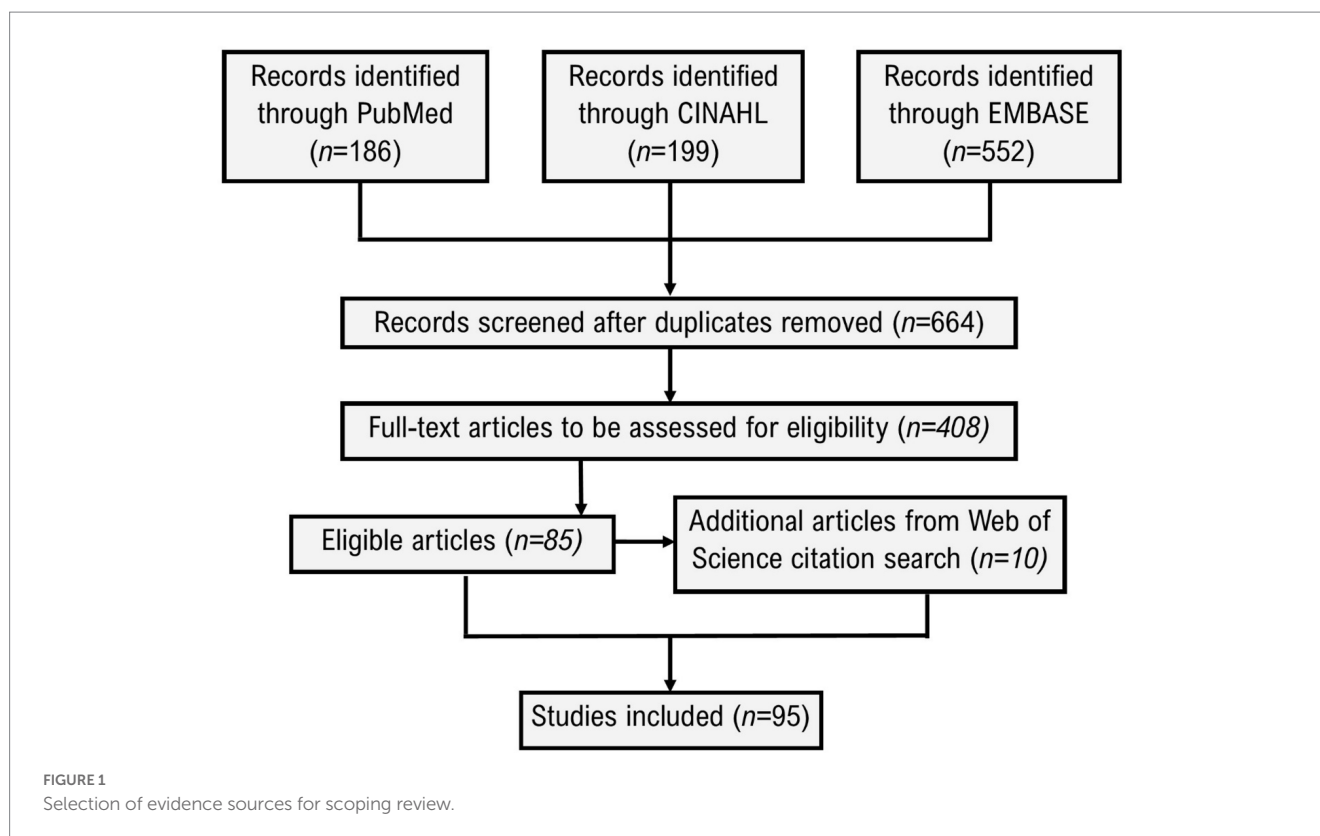 Records identified
through PubMed
(n=186)
Records identified
through CINAHL
(n=199)
Records identified
through EMBASE
(n=552)
Records screened after duplicates removed (n=664)
Full-text articles to be assessed for eligibility (n=408)
Eligible articles (n=85)
Additional articles from Web of
Science citation search (n=10)
Studies included (n=95)
FIGURE 1
Selection of evidence sources for scoping review.